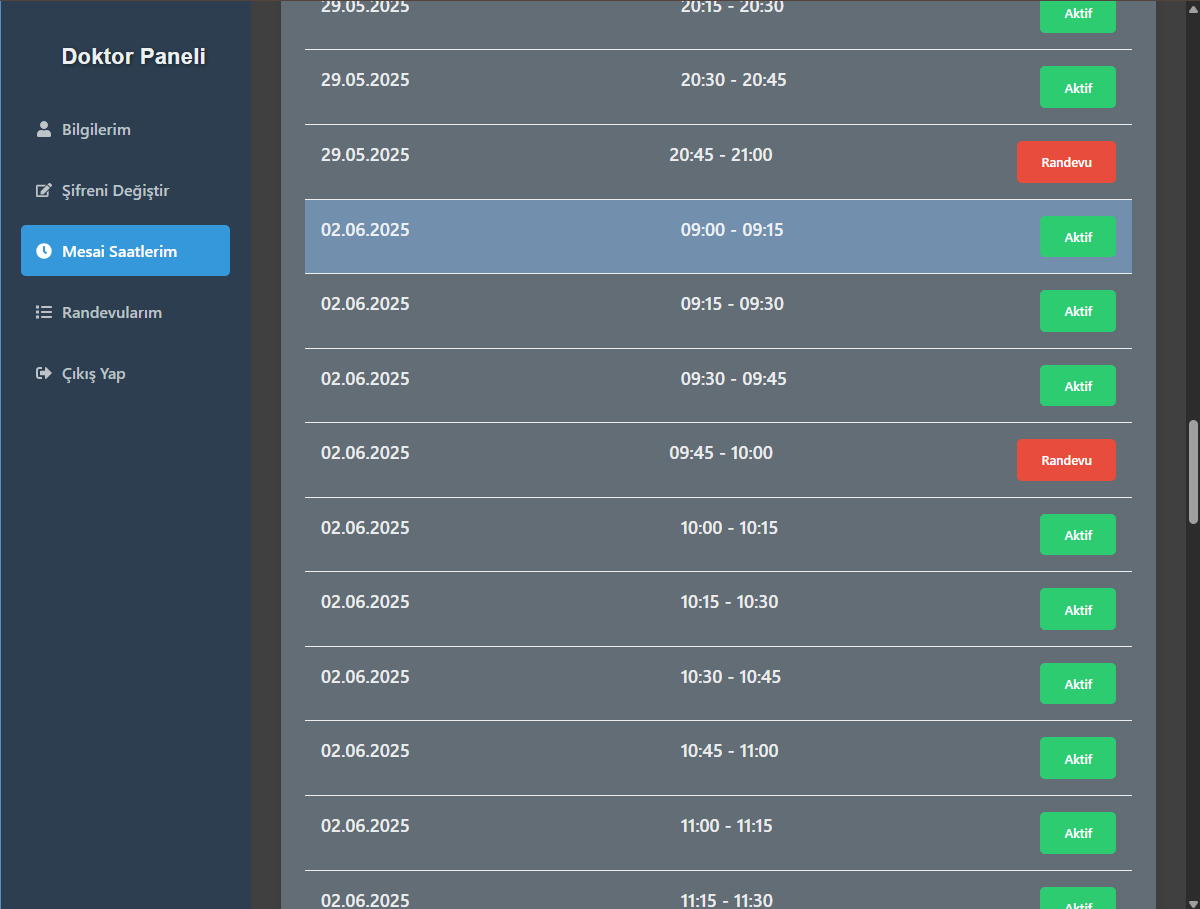 Doktor Paneli
Bilgilerim
Şifreni Değiştir
Mesai Saatlerim
Randevularım
Çıkış Yap
29.05.2025 20:15 - 20:30 Aktif
29.05.2025 20:30 - 20:45 Aktif
29.05.2025 20:45 - 21:00 Randevu
02.06.2025 09:00 - 09:15 Aktif
02.06.2025 09:15 - 09:30 Aktif
02.06.2025 09:30 - 09:45 Aktif
02.06.2025 09:45 - 10:00 Randevu
02.06.2025 10:00 - 10:15 Aktif
02.06.2025 10:15 - 10:30 Aktif
02.06.2025 10:30 - 10:45 Aktif
02.06.2025 10:45 - 11:00 Aktif
02.06.2025 11:00 - 11:15 Aktif
02.06.2025 11:15 - 11:30 Aktif